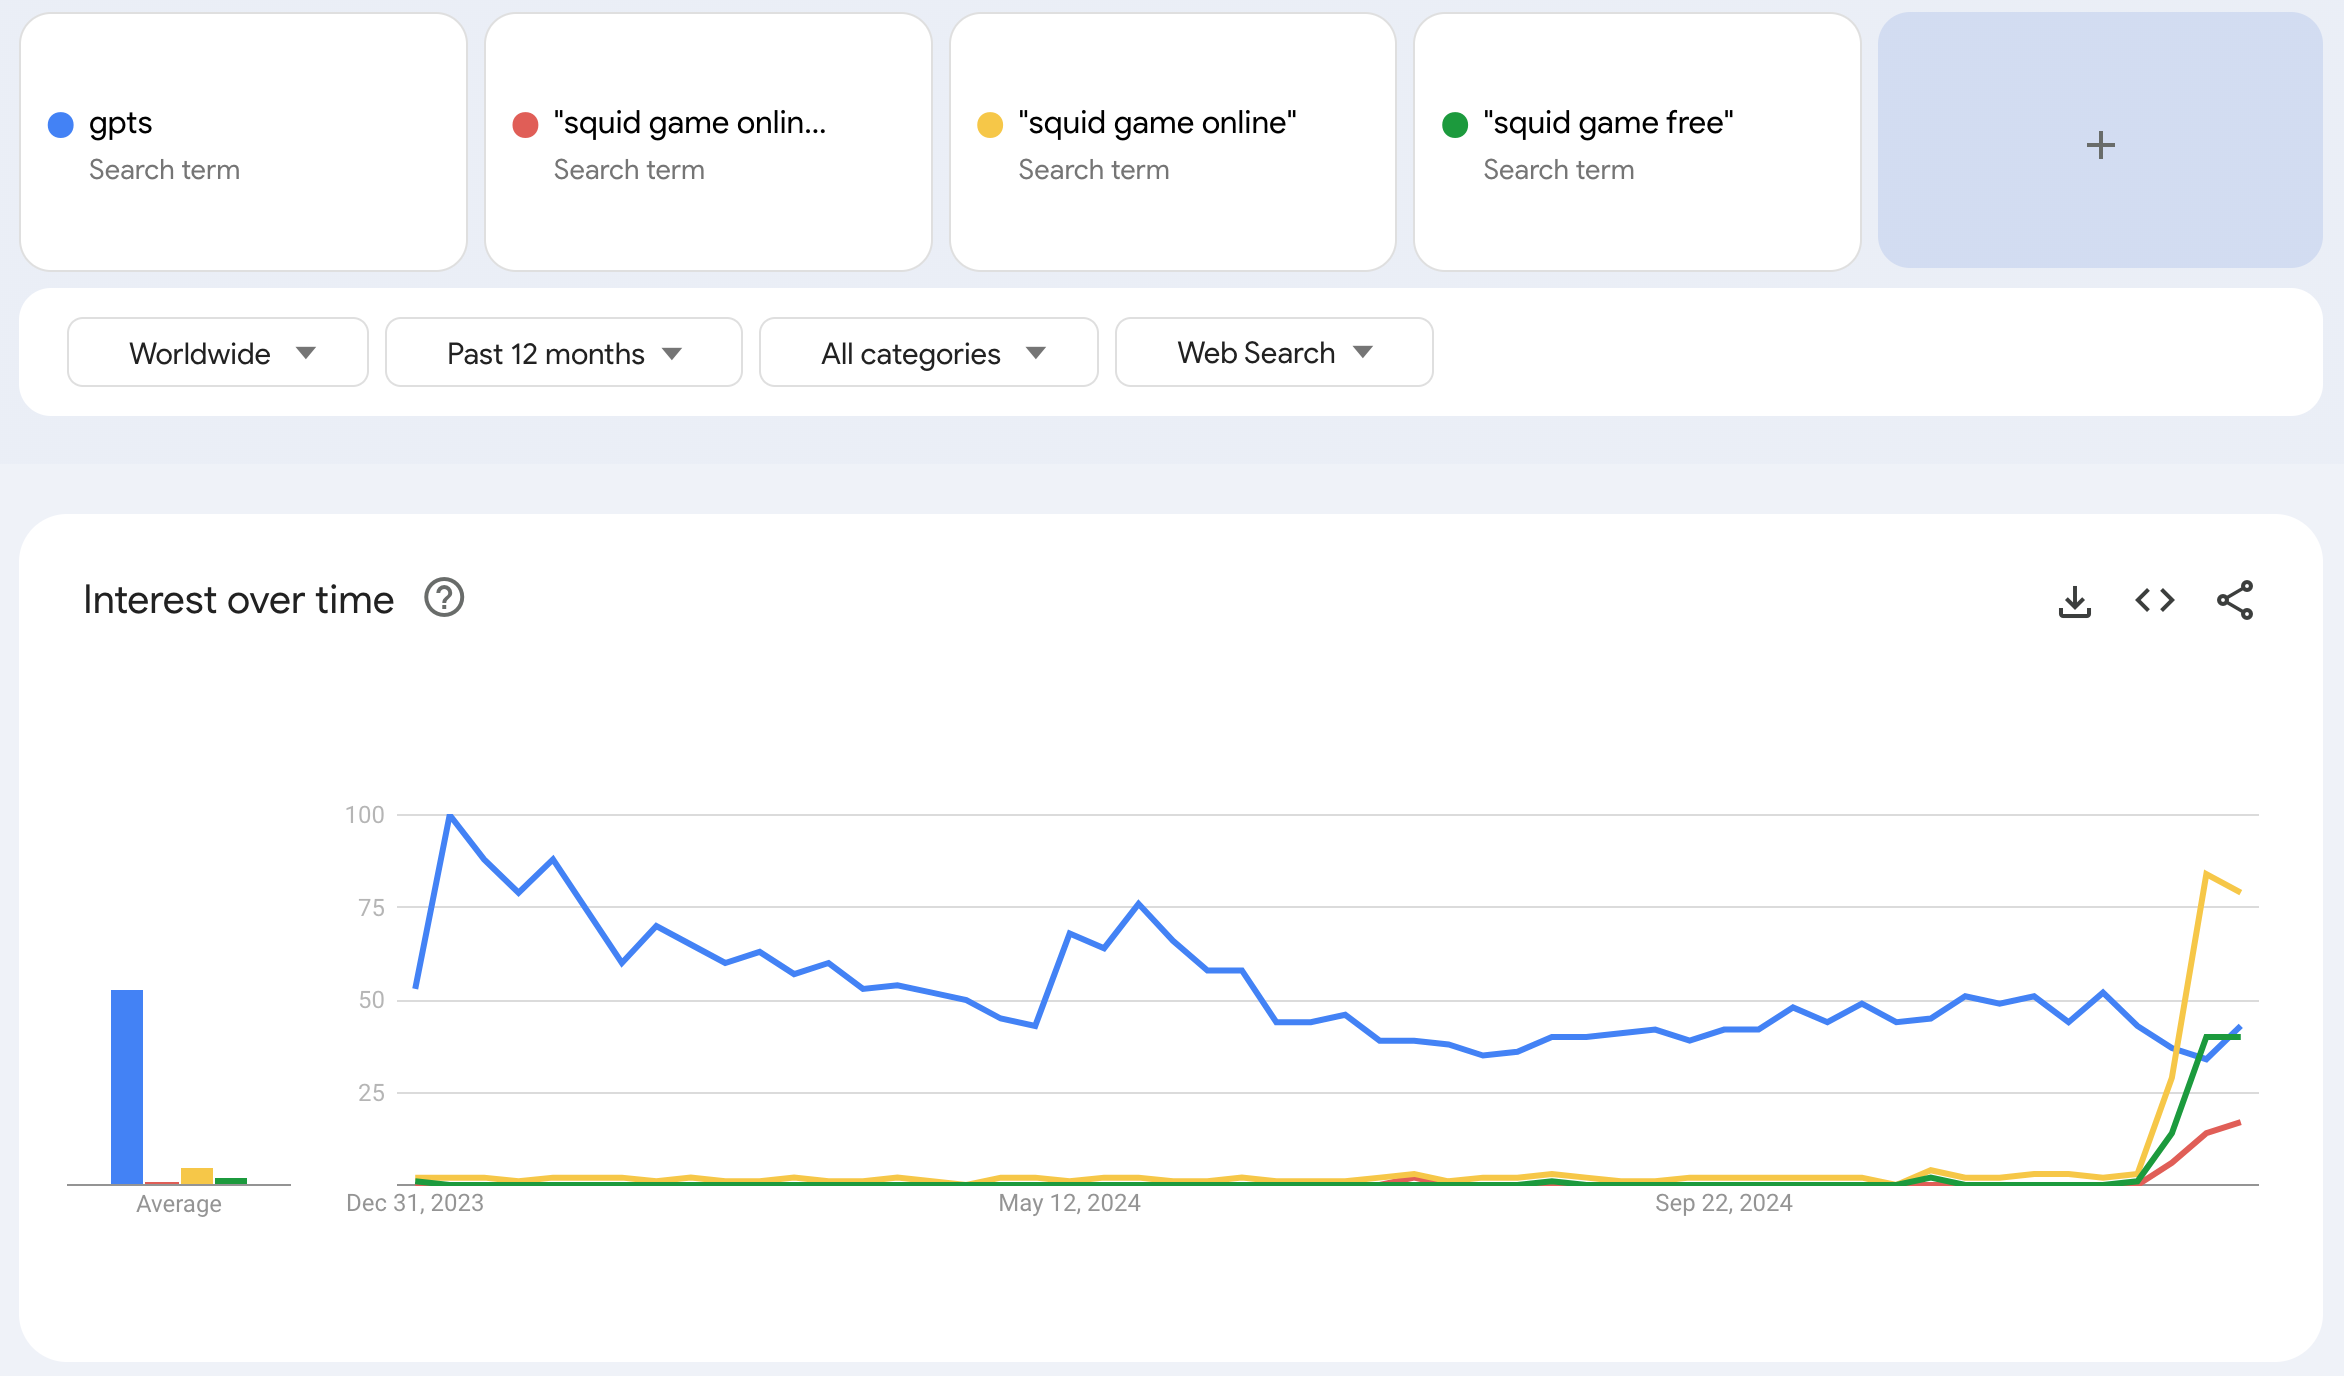 gpts
Search term
"squid game onlin...
Search term
"squid game online"
Search term
"squid game free"
Search term
+
Worldwide
Past 12 months
All categories
Web Search
Interest over time
?
100
75
50
25
Average
Dec 31, 2023
May 12, 2024
Sep 22, 2024